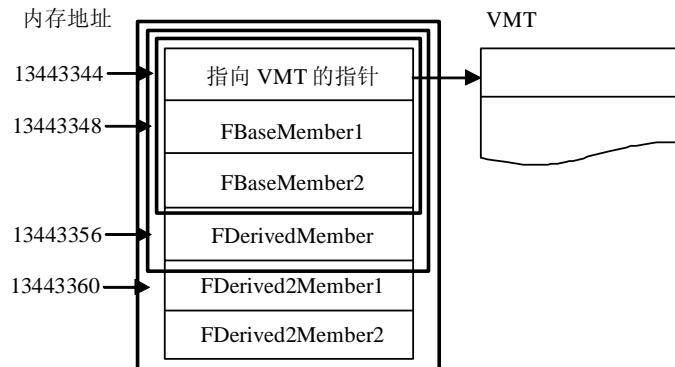 内存地址
VMT
13443344
指向 VMT 的指针
13443348
FBaseMember1
FBaseMember2
13443356
FDerivedMember
13443360
FDerived2Member1
FDerived2Member2